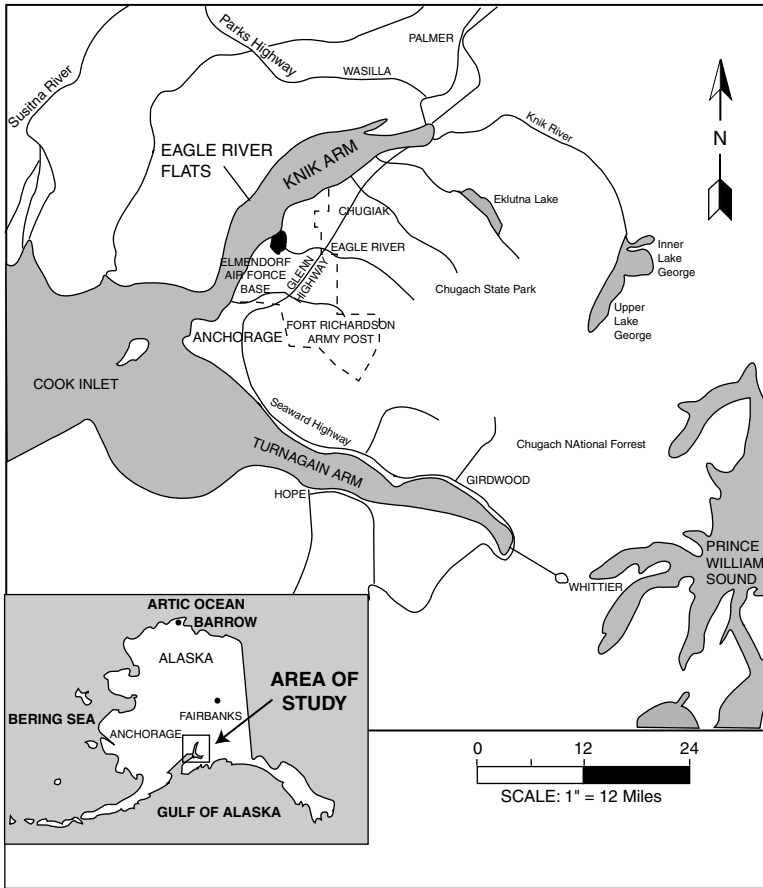 Susitna River
Parks Highway
PALMER
WASILLA
Knik River
N
EAGLE RIVER
FLATS
KNIK ARM
Eklutna Lake
CHUGIAK
EAGLE RIVER
ELMENDORF
AIR FORCE
BASE
GLENN
HIGHWAY
Inner
Lake
George
Chugach State Park
Upper
Lake
George
ANCHORAGE
FORT RICHARDSON
ARMY POST
COOK INLET
Seaward Highway
TURNAGAIN ARM
Chugach NAtional Forrest
GIRDWOOD
HOPE
WHITTIER
PRINCE
WILLIAM
SOUND
ARTIC OCEAN
BARROW
ALASKA
AREA OF
STUDY
BERING SEA
FAIRBANKS
ANCHORAGE
GULF OF ALASKA
0 12 24
SCALE: 1" = 12 Miles